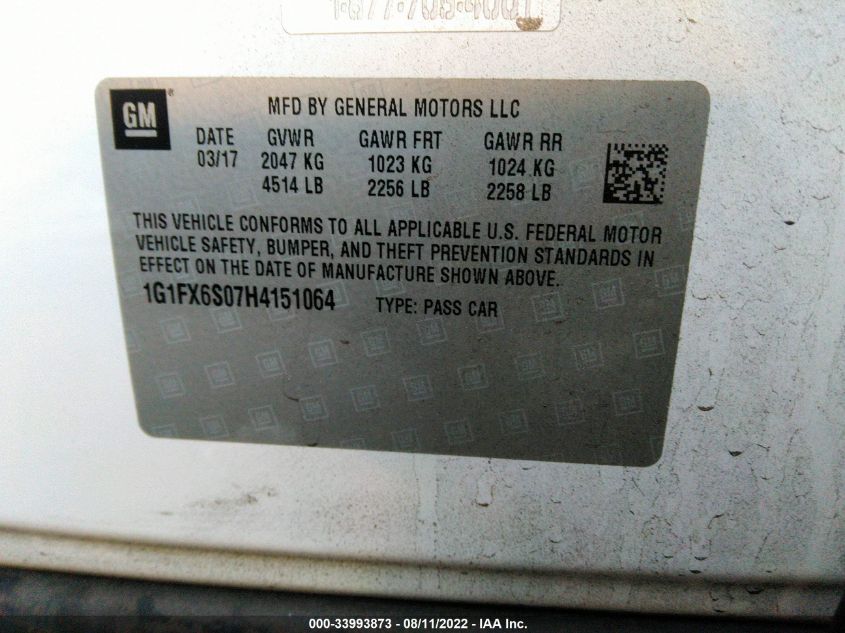 GM
MFD BY GENERAL MOTORS LLC
DATE GVWR GAWR FRT GAWR RR
03/17 2047 KG 1023 KG 1024 KG
4514 LB 2256 LB 2258 LB
THIS VEHICLE CONFORMS TO ALL APPLICABLE U.S. FEDERAL MOTOR
VEHICLE SAFETY, BUMPER, AND THEFT PREVENTION STANDARDS IN
EFFECT ON THE DATE OF MANUFACTURE SHOWN ABOVE.
1G1FX6S07H4151064 TYPE: PASS CAR
000-33993873 - 08/11/2022 - IAA Inc.